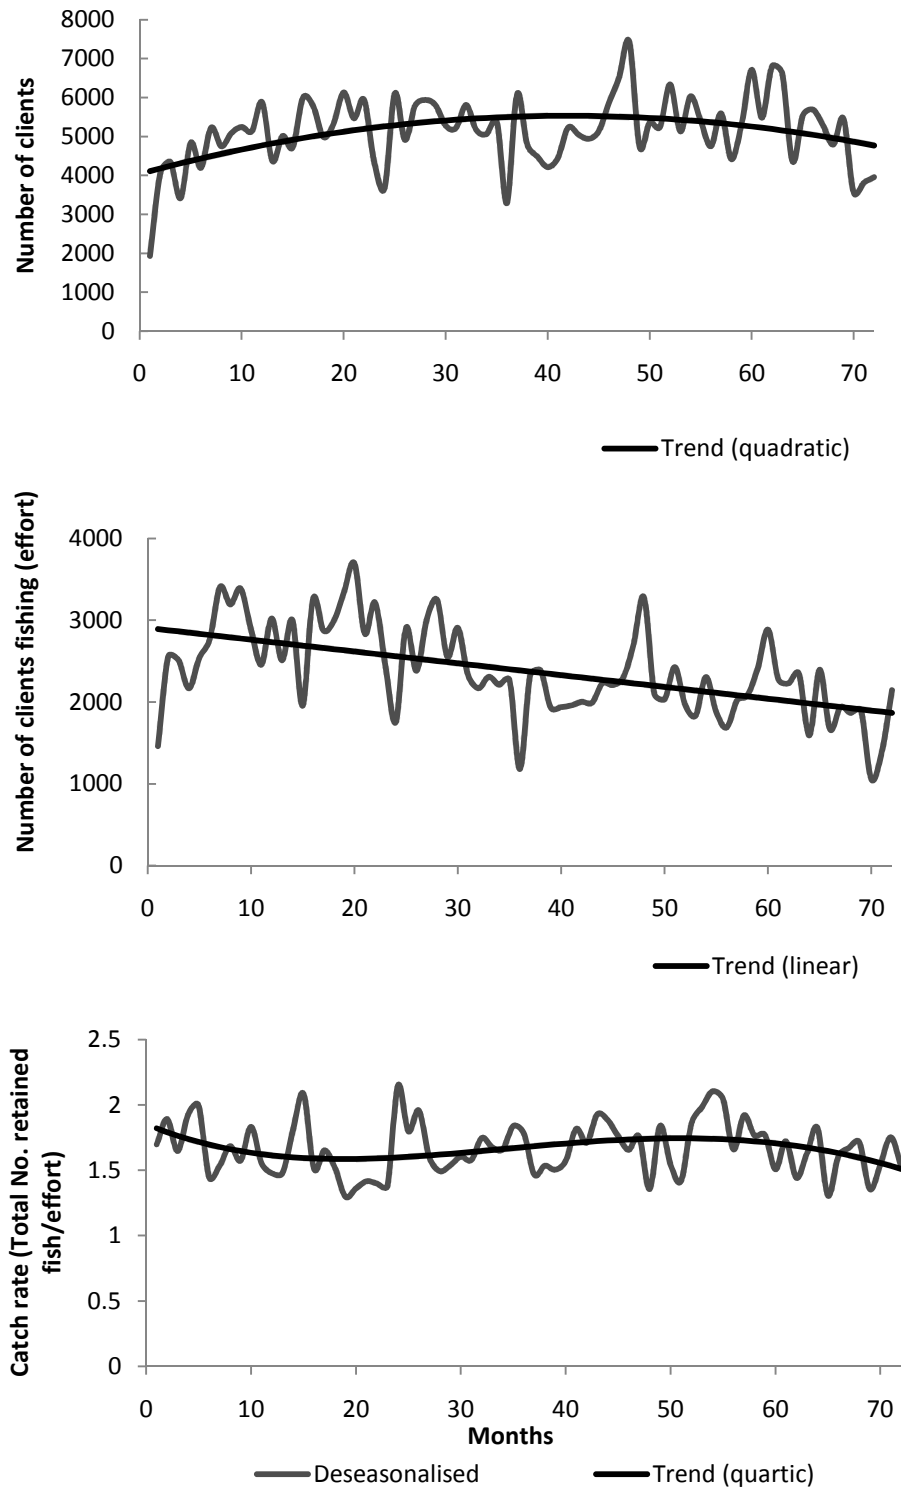 Number of clients
8000
7000
6000
5000
4000
3000
2000
1000
0
0 10 20 30 40 50 60 70
Trend (quadratic)
Number of clients fishing (effort)
4000
3000
2000
1000
0
0 10 20 30 40 50 60 70
Trend (linear)
Catch rate (Total No. retained
fish/effort)
2.5
2
1.5
1
0.5
0
0 10 20 30 40 50 60 70
Months
Deseasonalised Trend (quartic)